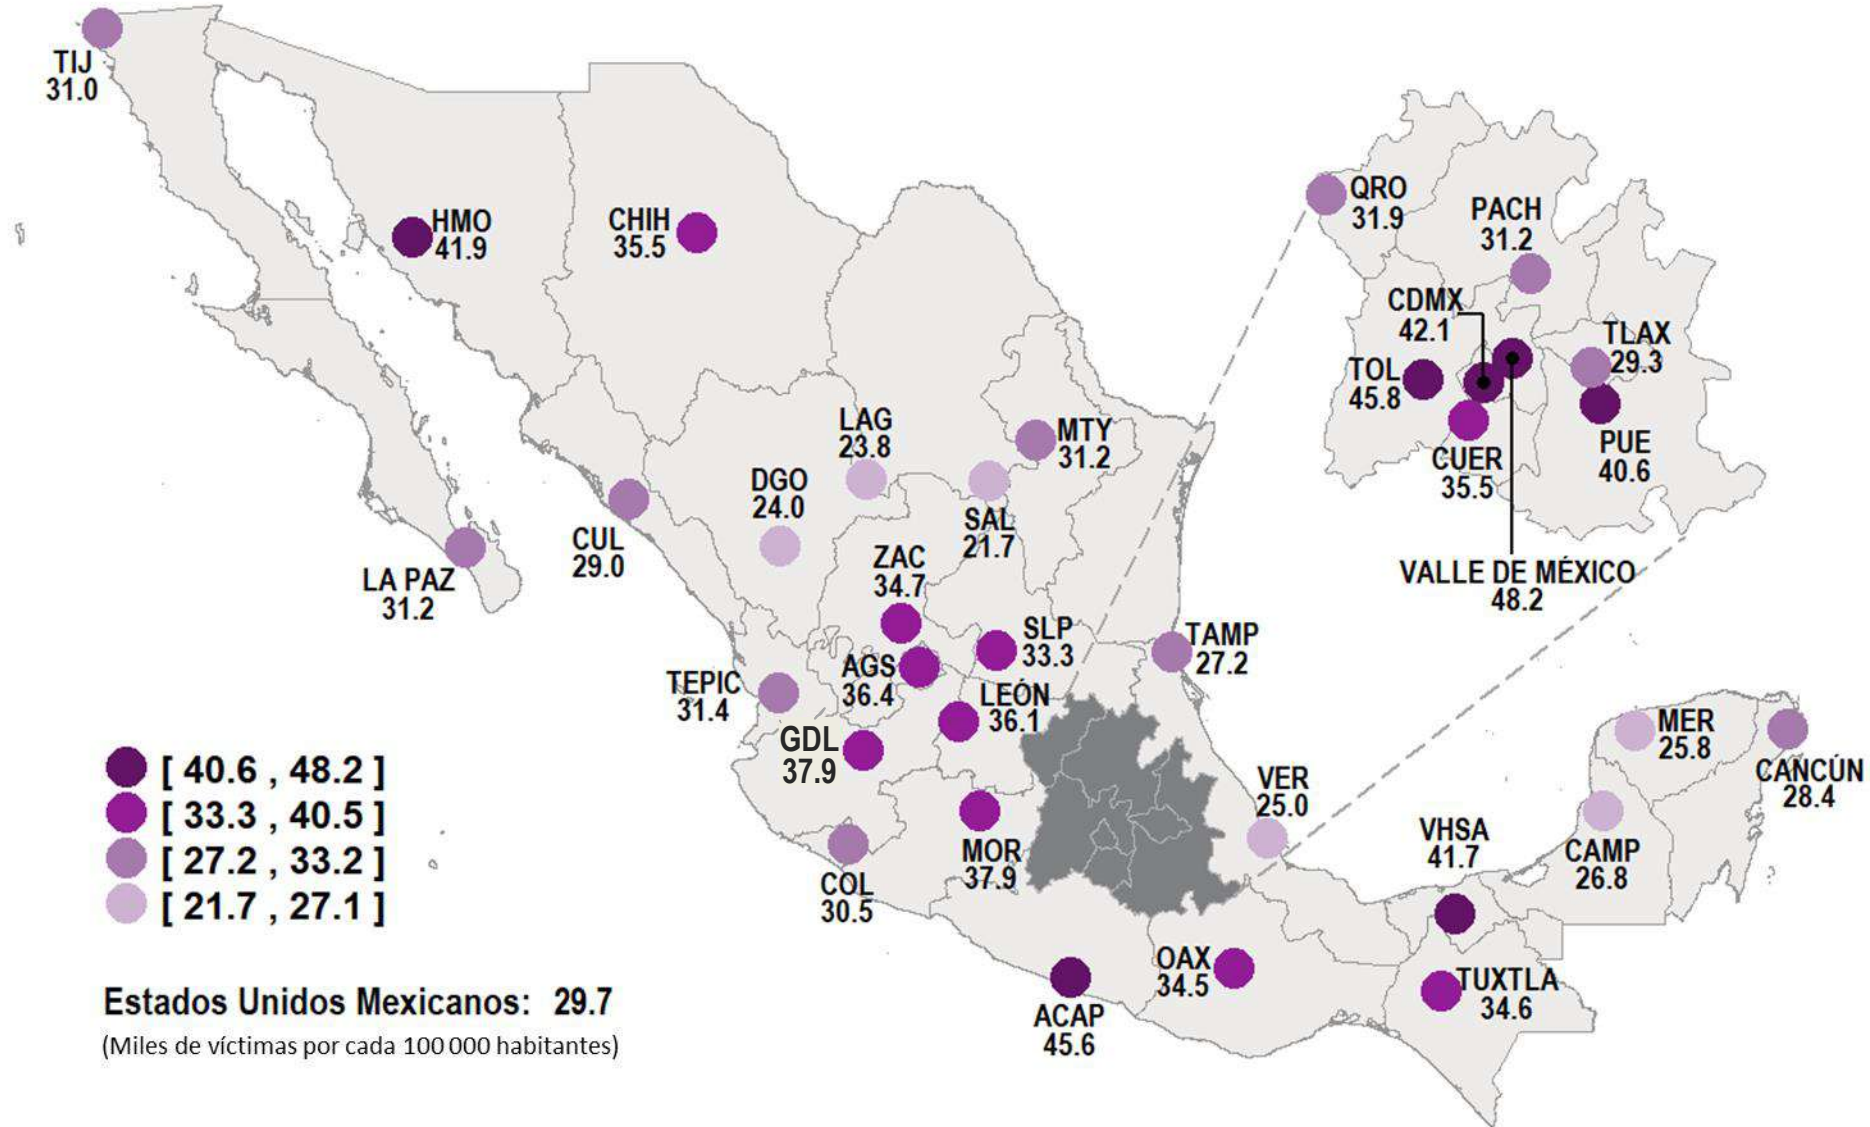 TIJ
31.0
HMO
41.9
CHIH
35.5
QRO
31.9
PACH
31.2
CDMX
42.1
TLAX
29.3
TOL
45.8
CUER
35.5
PUE
40.6
VALLE DE MÉXICO
48.2
LAG
23.8
MTY
31.2
DGO
24.0
SAL
21.7
CUL
29.0
LA PAZ
31.2
ZAC
34.7
SLP
33.3
TAMP
27.2
AGS
36.4
TEPIC
31.4
LEÓN
36.1
GDL
37.9
MER
25.8
CANCÚN
28.4
VER
25.0
VHSA
41.7
CAMP
26.8
MOR
37.9
COL
30.5
OAX
34.5
TUXTLA
34.6
ACAP
45.6
[ 40.6 , 48.2 ]
[ 33.3 , 40.5 ]
[ 27.2 , 33.2 ]
[ 21.7 , 27.1 ]
Estados Unidos Mexicanos: 29.7
(Miles de víctimas por cada 100 000 habitantes)